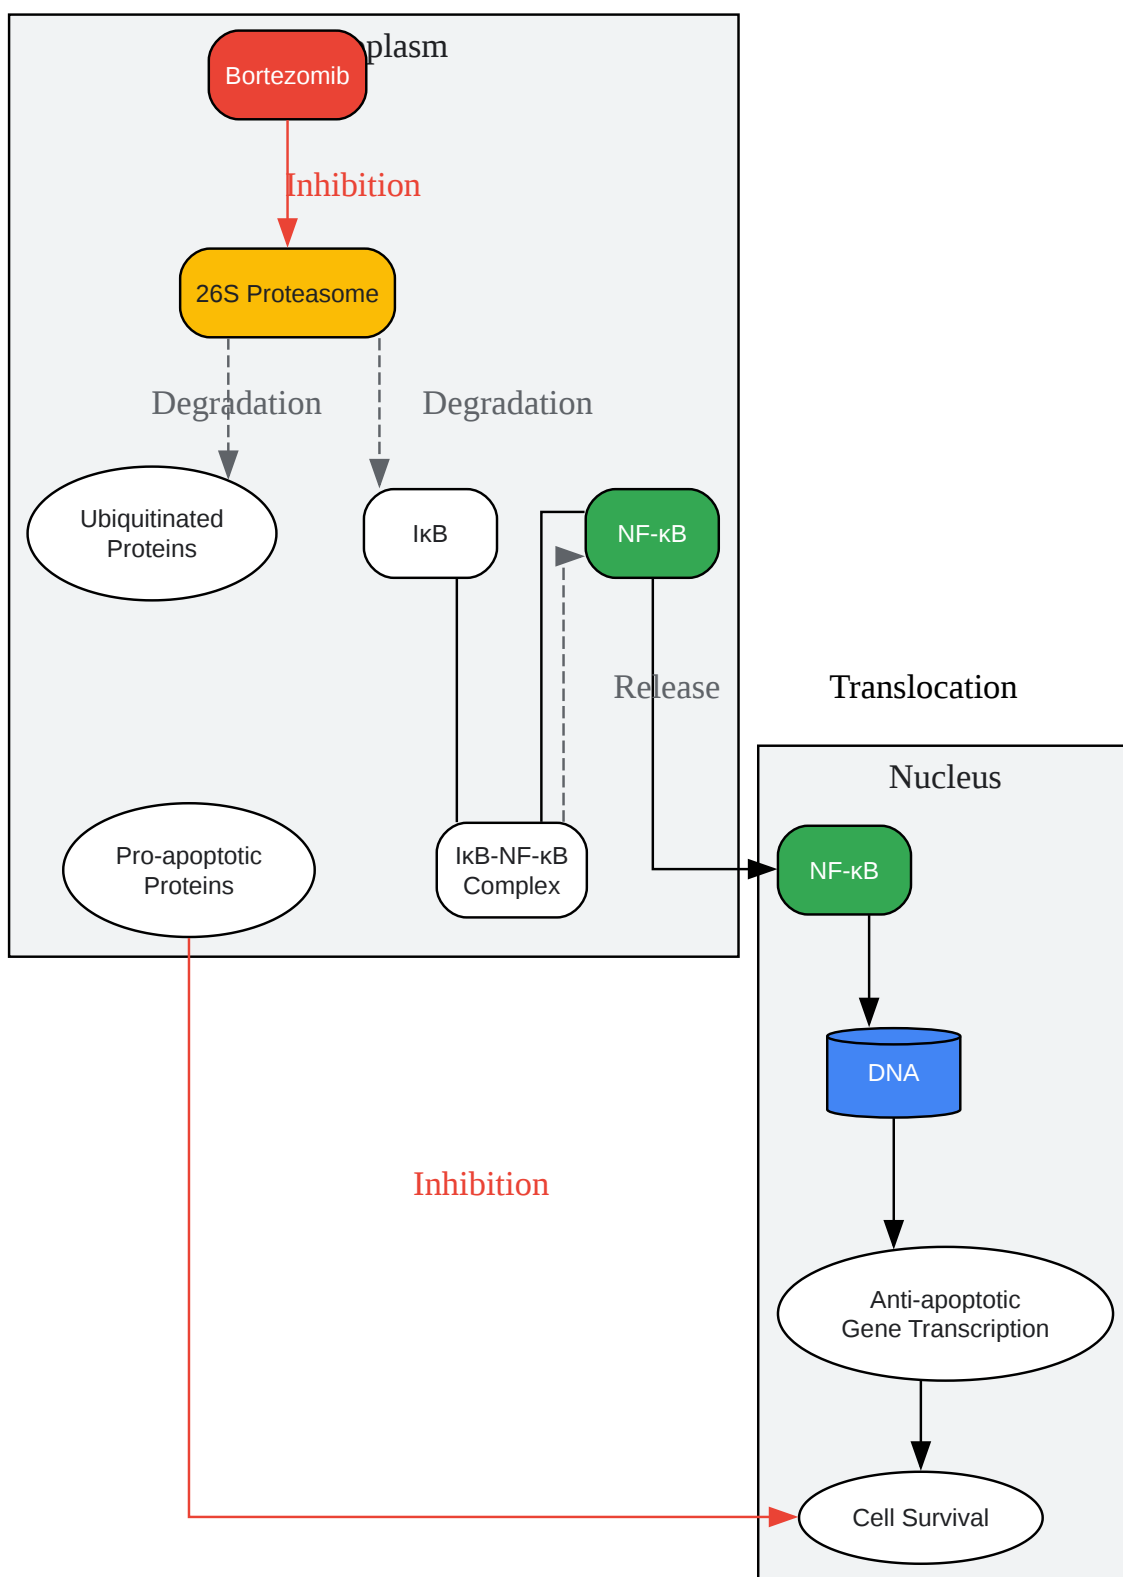 plasm
Bortezomib
Inhibition
26S Proteasome
Degradation
Degradation
Ubiquitinated
Proteins
IκB
NF-κB
Release
Translocation
Nucleus
Pro-apoptotic
Proteins
IκB-NF-κB
Complex
NF-κB
DNA
Inhibition
Anti-apoptotic
Gene Transcription
Cell Survival